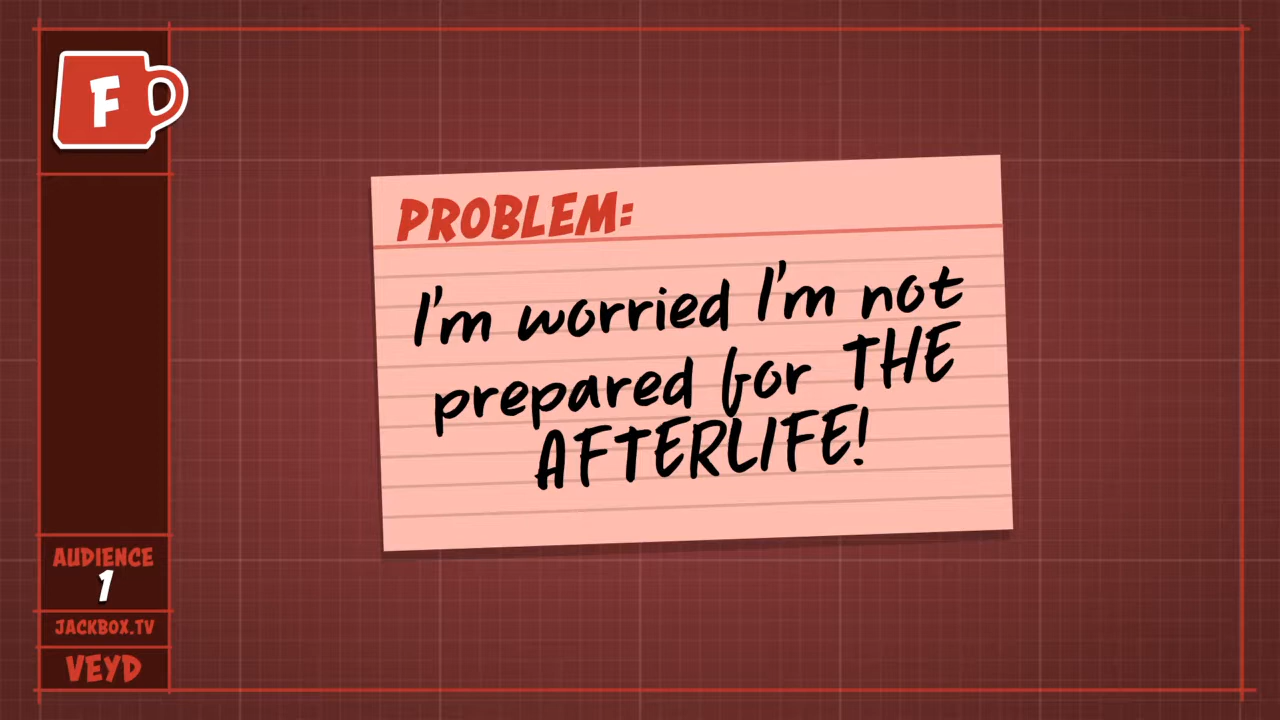 F
PROBLEM:
I'm worried I'm not
prepared for THE
AFTERLIFE!
AUDIENCE
1
JACKBOX.TV
VEYD